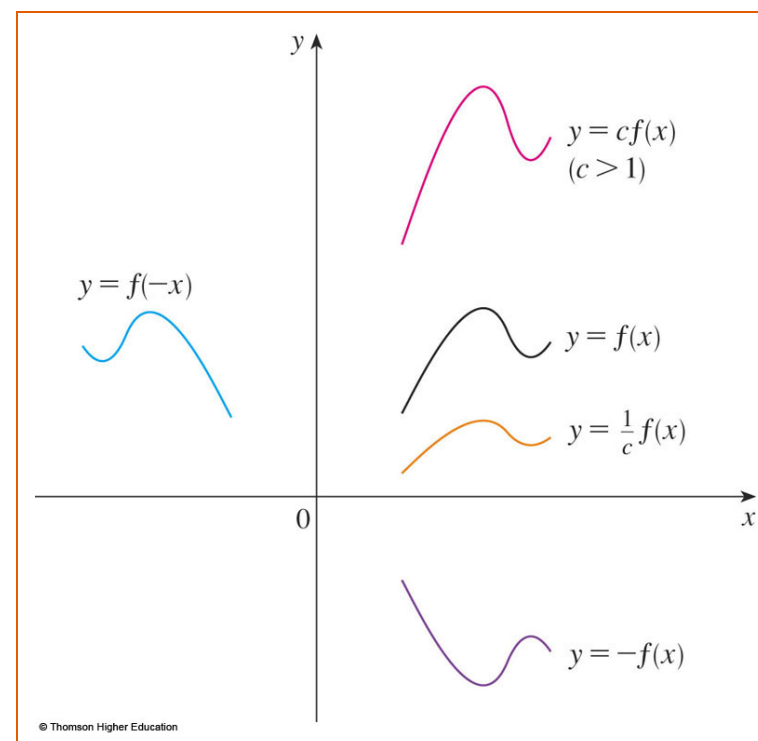 y
y = cf(x)
(c > 1)
y = f(−x)
y = f(x)
y = 1/c f(x)
0
x
y = −f(x)
© Thomson Higher Education